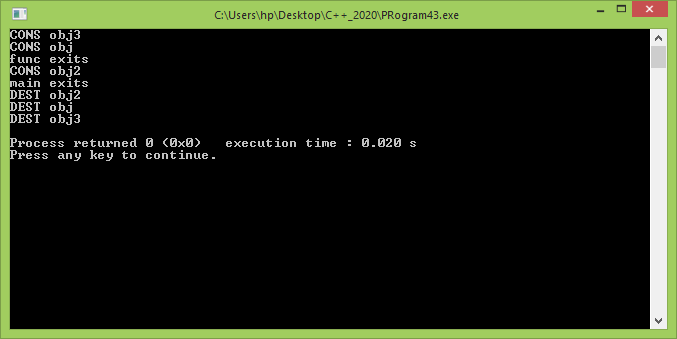 C:\Users\hp\Desktop\C++_2020\PRogram43.exe
CONS obj3
CONS obj
func exits
CONS obj2
main exits
DEST obj2
DEST obj
DEST obj3
Process returned 0 (0x0)   execution time : 0.020 s
Press any key to continue.